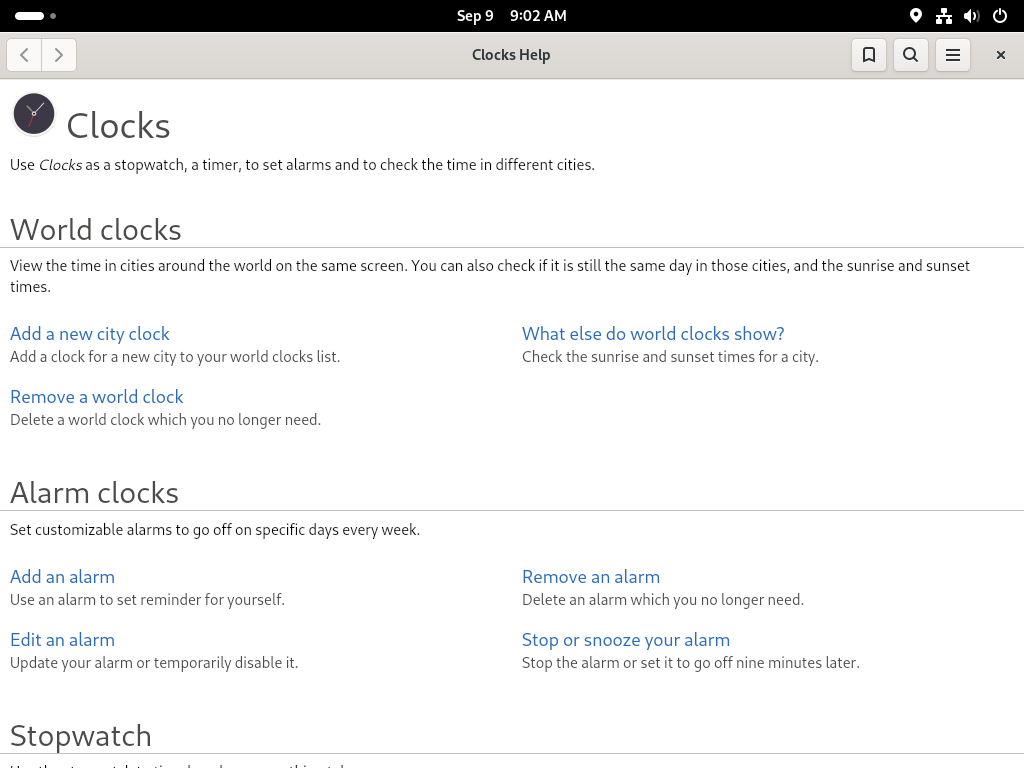 Sep 9 9:02 AM
Clocks Help
Clocks
Use Clocks as a stopwatch, a timer, to set alarms and to check the time in different cities.
World clocks
View the time in cities around the world on the same screen. You can also check if it is still the same day in those cities, and the sunrise and sunset
times.
Add a new city clock
Add a clock for a new city to your world clocks list.
What else do world clocks show?
Check the sunrise and sunset times for a city.
Remove a world clock
Delete a world clock which you no longer need.
Alarm clocks
Set customizable alarms to go off on specific days every week.
Add an alarm
Use an alarm to set reminder for yourself.
Remove an alarm
Delete an alarm which you no longer need.
Edit an alarm
Update your alarm or temporarily disable it.
Stop or snooze your alarm
Stop the alarm or set it to go off nine minutes later.
Stopwatch